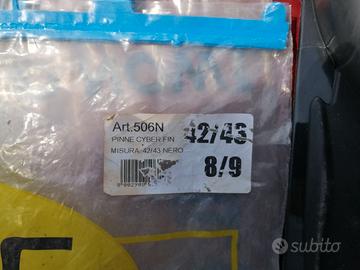 Art.506N
PINNE CYBER FIN
MISURA: 42/43 NERO
42/43
8/9
subito